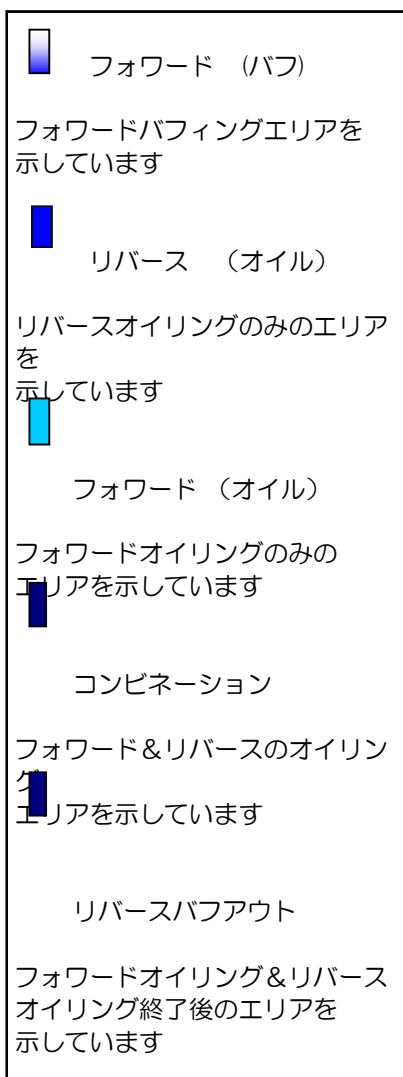 フォワード (バフ)
フォワードバフィングエリアを
示しています
リバース （オイル）
リバースオイリングのみのエリア
を
示しています
フォワード （オイル）
フォワードオイリングのみの
エリアを示しています
コンビネーション
フォワード＆リバースのオイリン
グ
エリアを示しています
リバースバフアウト
フォワードオイリング＆リバース
オイリング終了後のエリアを
示しています